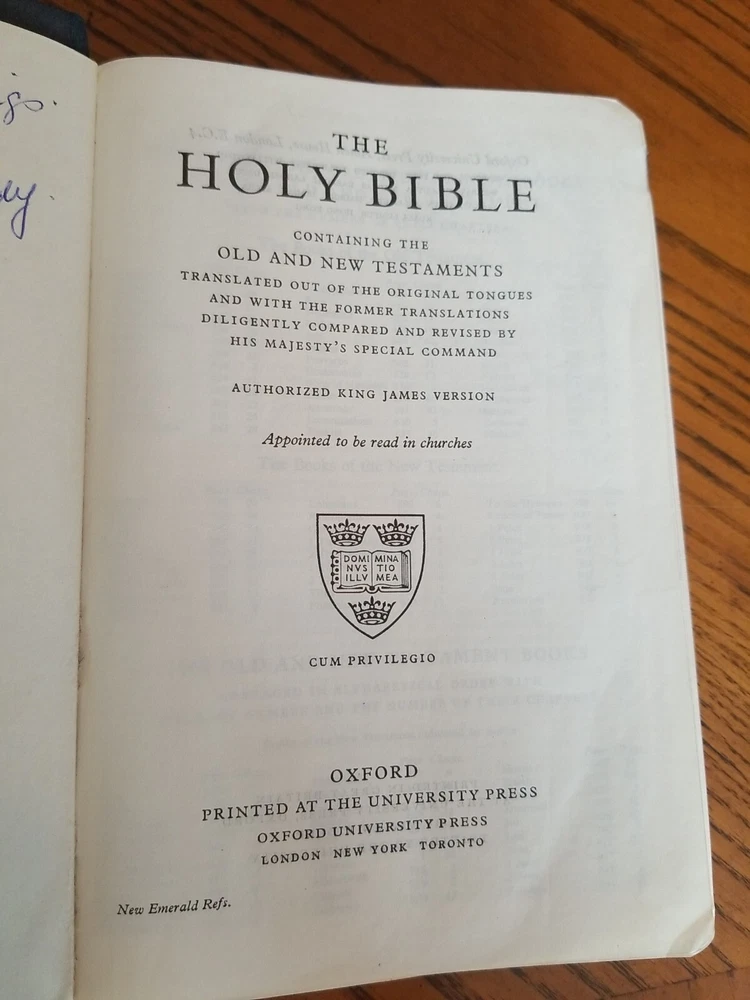 THE
HOLY BIBLE
CONTAINING THE
OLD AND NEW TESTAMENTS
TRANSLATED OUT OF THE ORIGINAL TONGUES
AND WITH THE FORMER TRANSLATIONS
DILIGENTLY COMPARED AND REVISED BY
HIS MAJESTY'S SPECIAL COMMAND
AUTHORIZED KING JAMES VERSION
Appointed to be read in churches
DOMI MINA
NVS TIO
ILLV MEA
CUM PRIVILEGIO
OXFORD
PRINTED AT THE UNIVERSITY PRESS
OXFORD UNIVERSITY PRESS
LONDON NEW YORK TORONTO
New Emerald Refs.